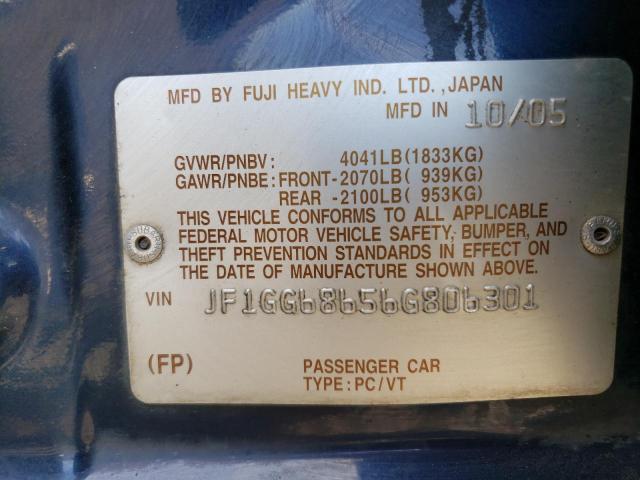 MFD BY FUJI HEAVY IND. LTD., JAPAN
MFD IN 10/05
GVWR/PNBV: 4041LB(1833KG)
GAWR/PNBE: FRONT-2070LB( 939KG)
REAR -2100LB( 953KG)
THIS VEHICLE CONFORMS TO ALL APPLICABLE
FEDERAL MOTOR VEHICLE SAFETY, BUMPER, AND
THEFT PREVENTION STANDARDS IN EFFECT ON
THE DATE OF MANUFACTURE SHOWN ABOVE.
VIN JF1GG68656G806301
(FP) PASSENGER CAR
TYPE: PC/VT